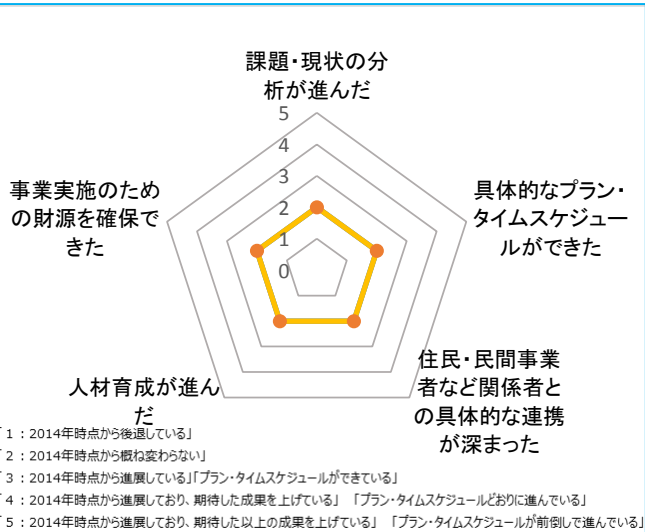 課題・現状の分
析が進んだ
5
4
3
2
1
0
事業実施のため
の財源を確保で
きた
具体的なプラン・
タイムスケジュー
ルができた
人材育成が進ん
だ
住民・民間事業
者など関係者と
の具体的な連携
が深まった
「1：2014年時点から後退している」
「2：2014年時点から概ね変わらない」
「3：2014年時点から進展している」「プラン・タイムスケジュールができている」
「4：2014年時点から進展しており、期待した成果を上げている」 「プラン・タイムスケジュールどおりに進んでいる」
「5：2014年時点から進展しており、期待した以上の成果を上げている」 「プラン・タイムスケジュールが前倒しで進んでいる」